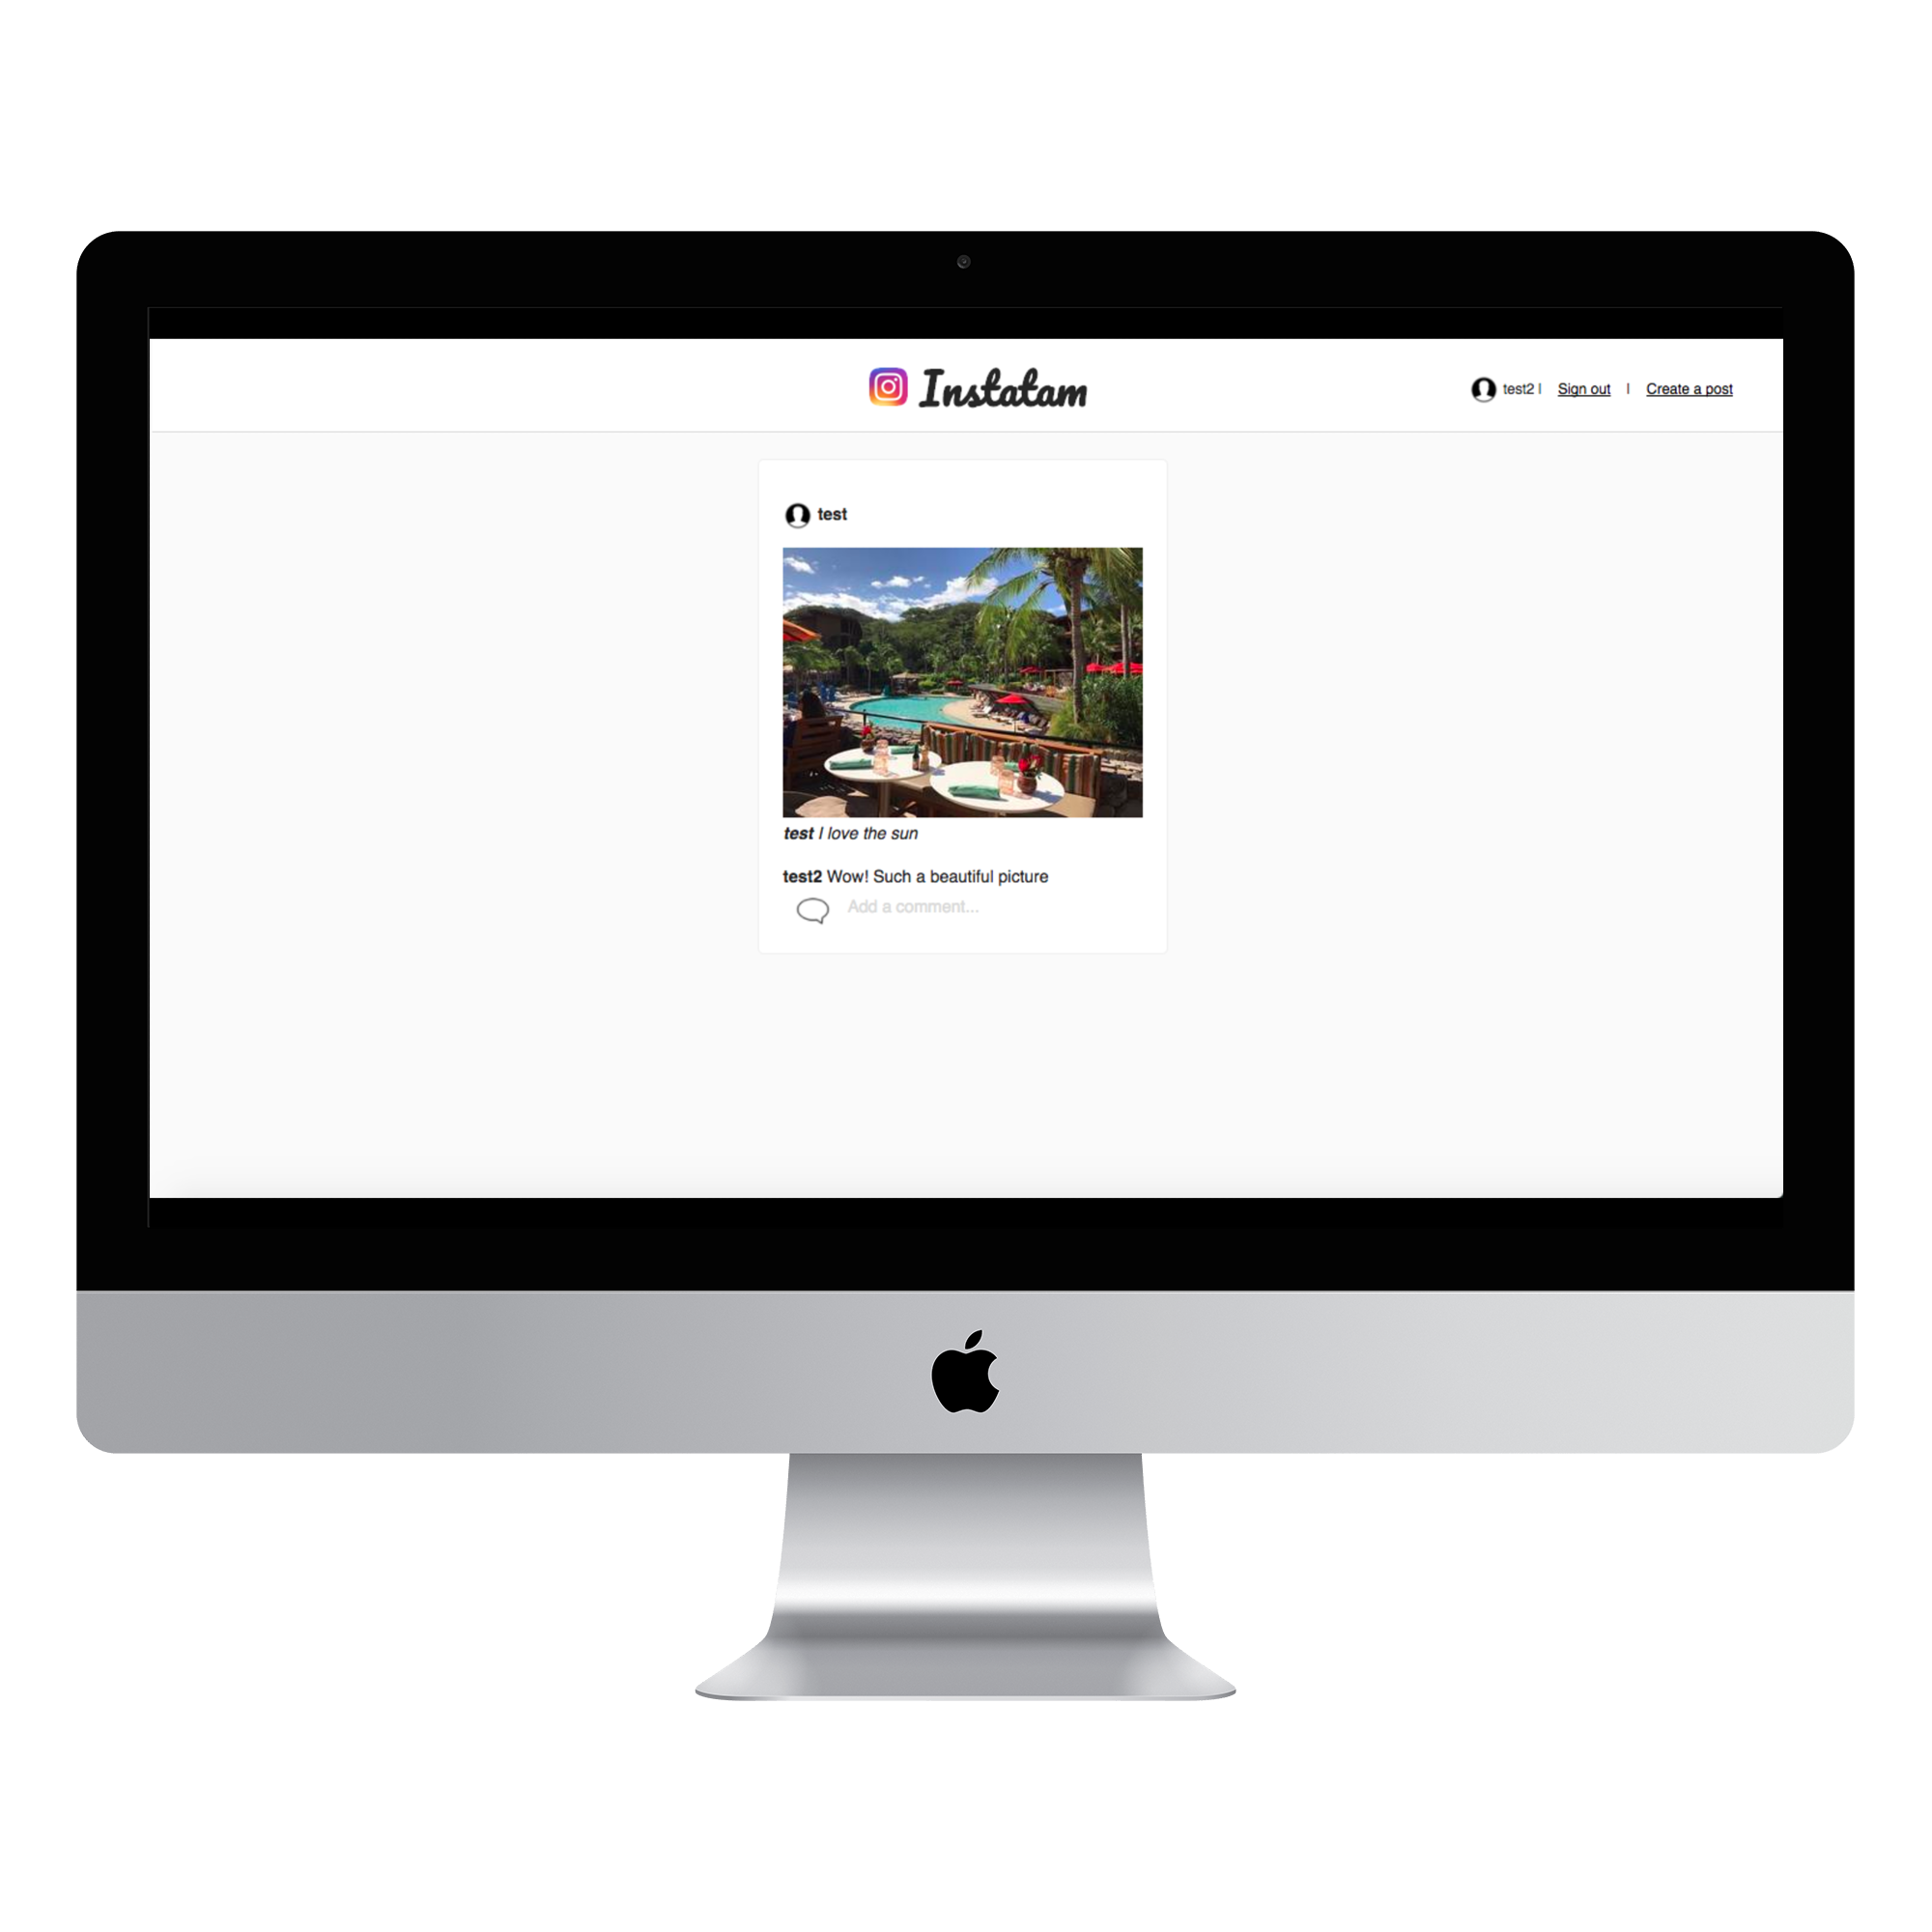 Instatam
test2 | Sign out | Create a post
test
test I love the sun
test2 Wow! Such a beautiful picture
Add a comment...